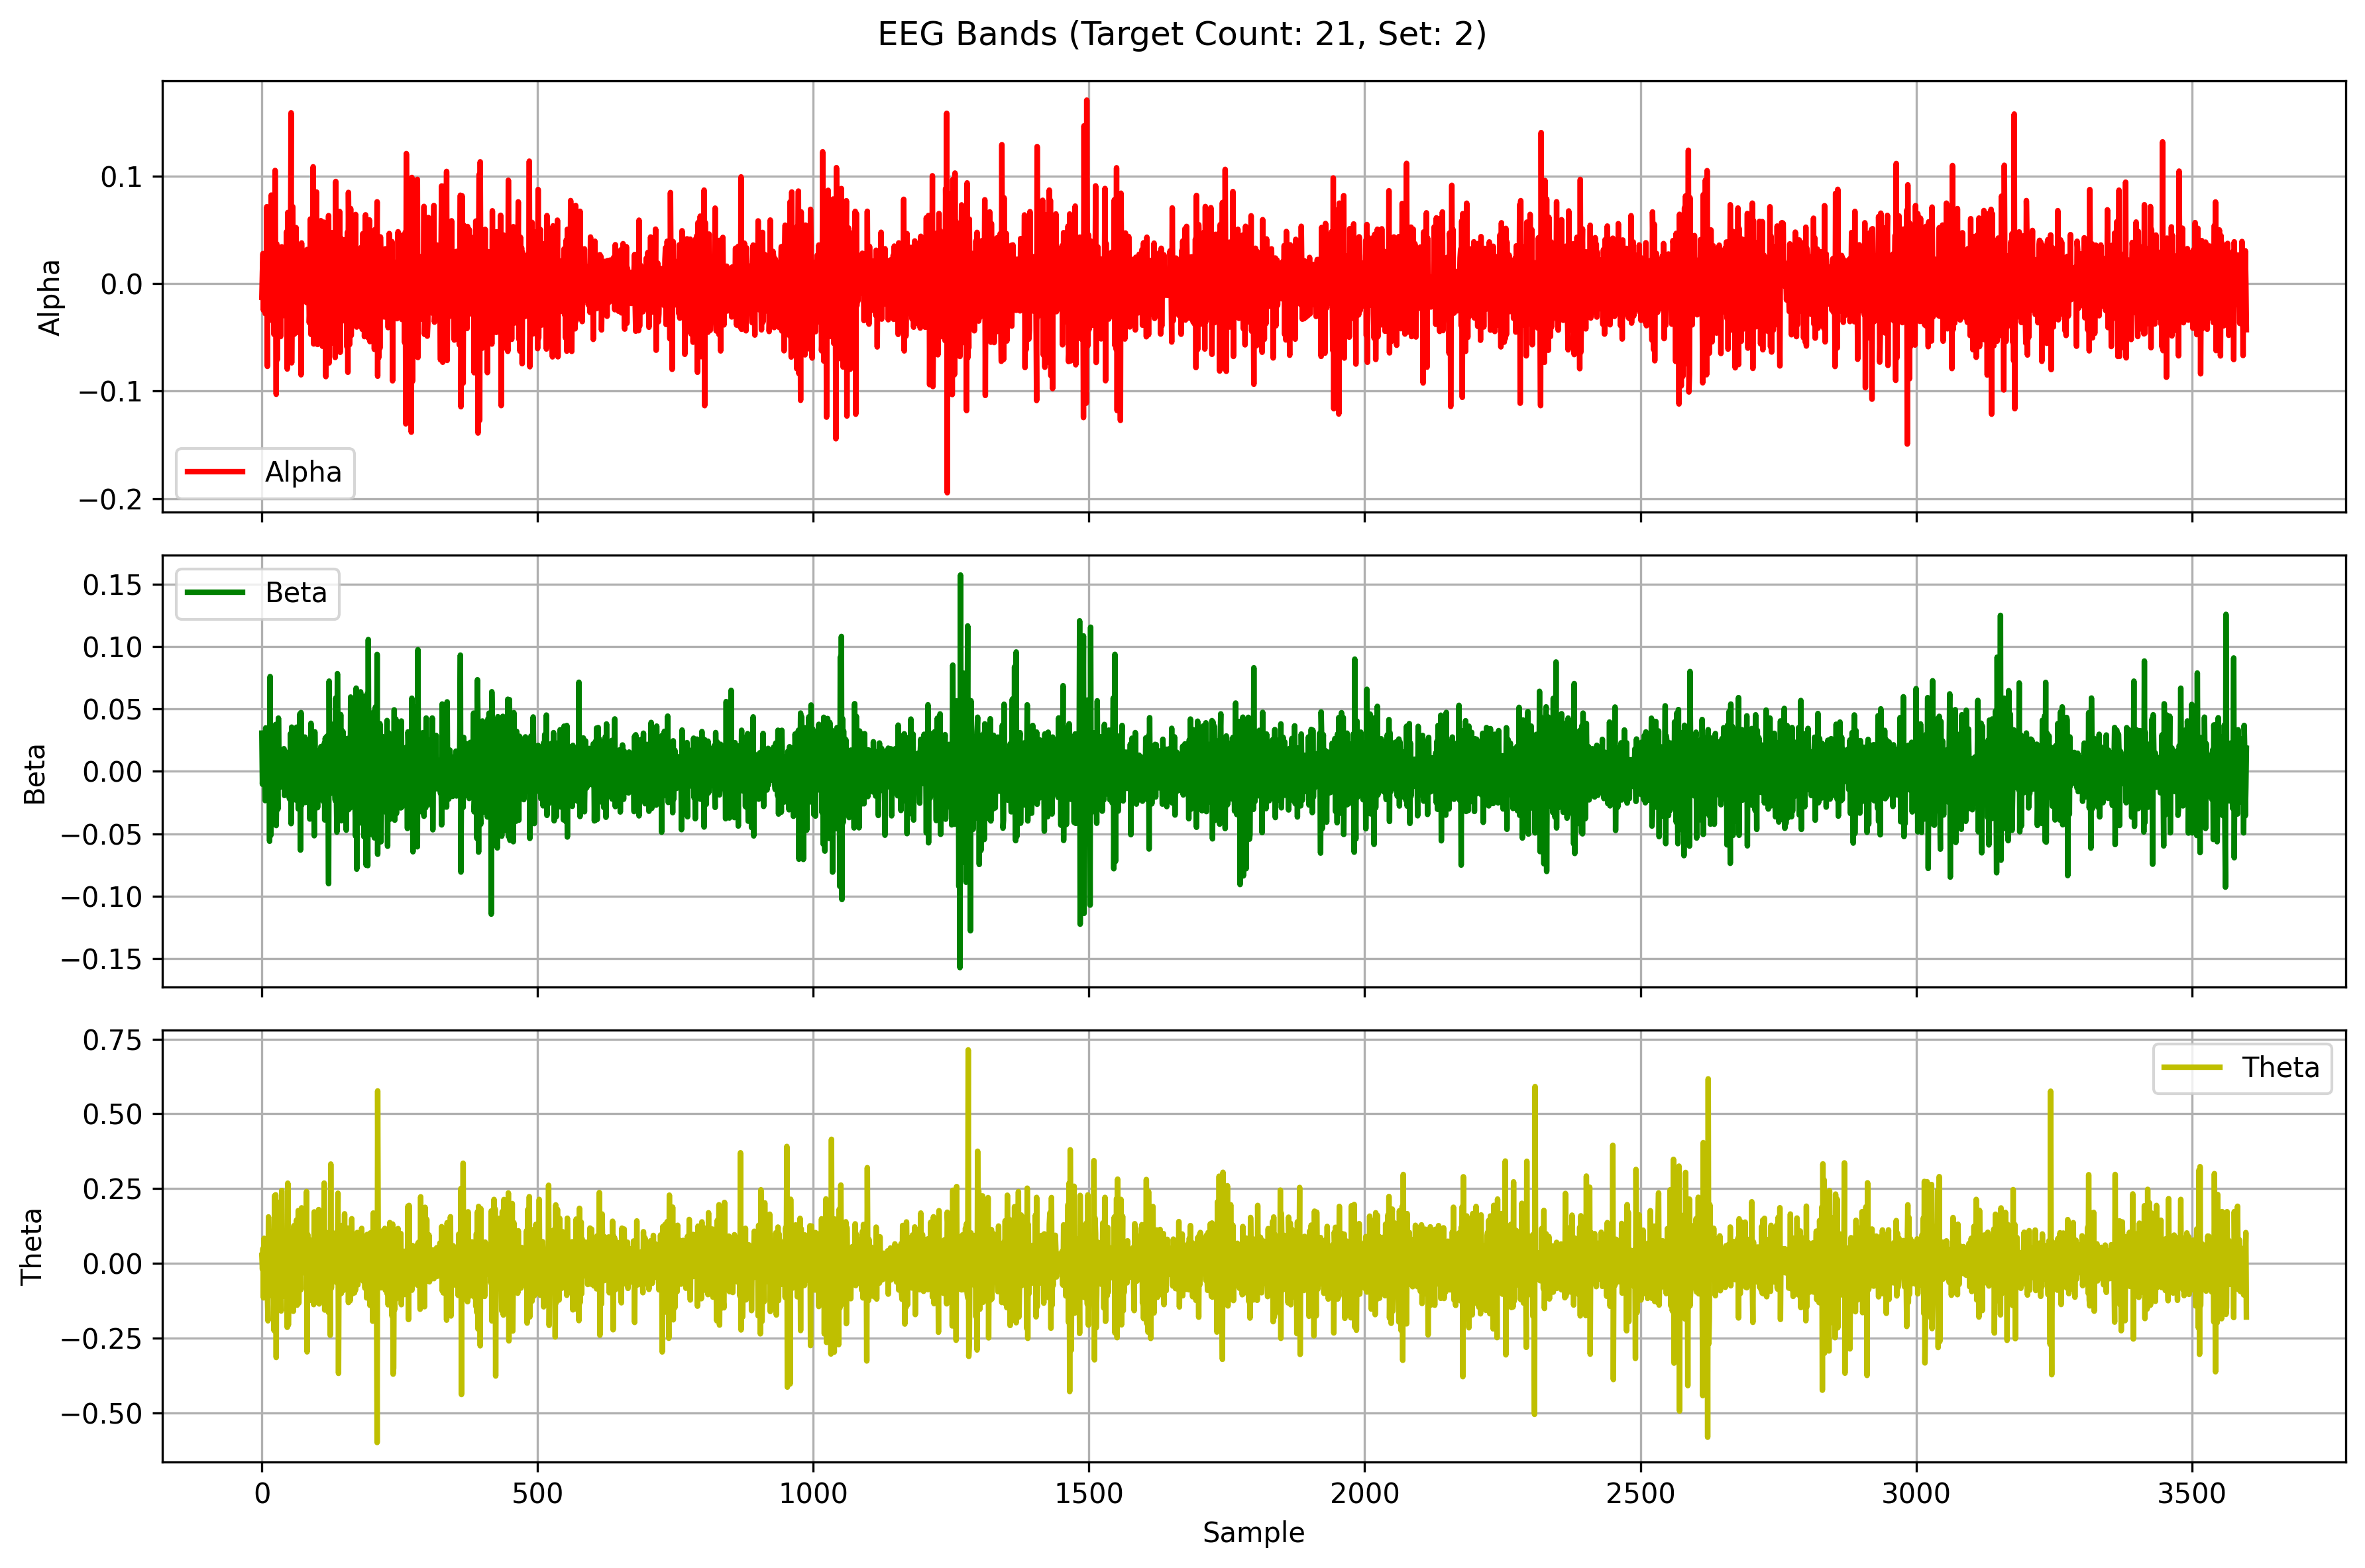 EEG Bands (Target Count: 21, Set: 2)
0.1
0.0
−0.1
−0.2
Alpha
Alpha
0.15
0.10
0.05
0.00
−0.05
−0.10
−0.15
Beta
Beta
0.75
0.50
0.25
0.00
−0.25
−0.50
Theta
Theta
0 500 1000 1500 2000 2500 3000 3500
Sample